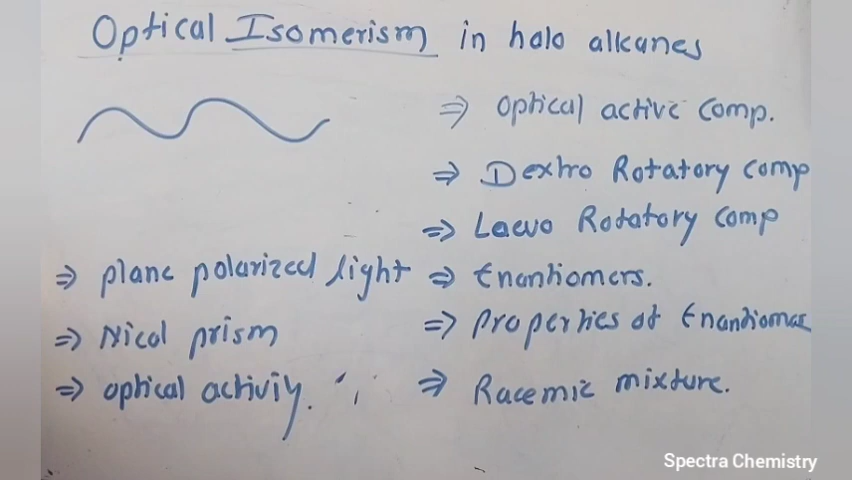 Optical Isomerism in halo alkanes
⇒ optical active comp.
⇒ Dextro Rotatory comp
⇒ Laevo Rotatory comp
⇒ plane polarized light
⇒ Enantiomers.
⇒ Nicol prism
⇒ properties of Enantiomers
⇒ optical activiy.
⇒ Racemic mixture.
Spectra Chemistry